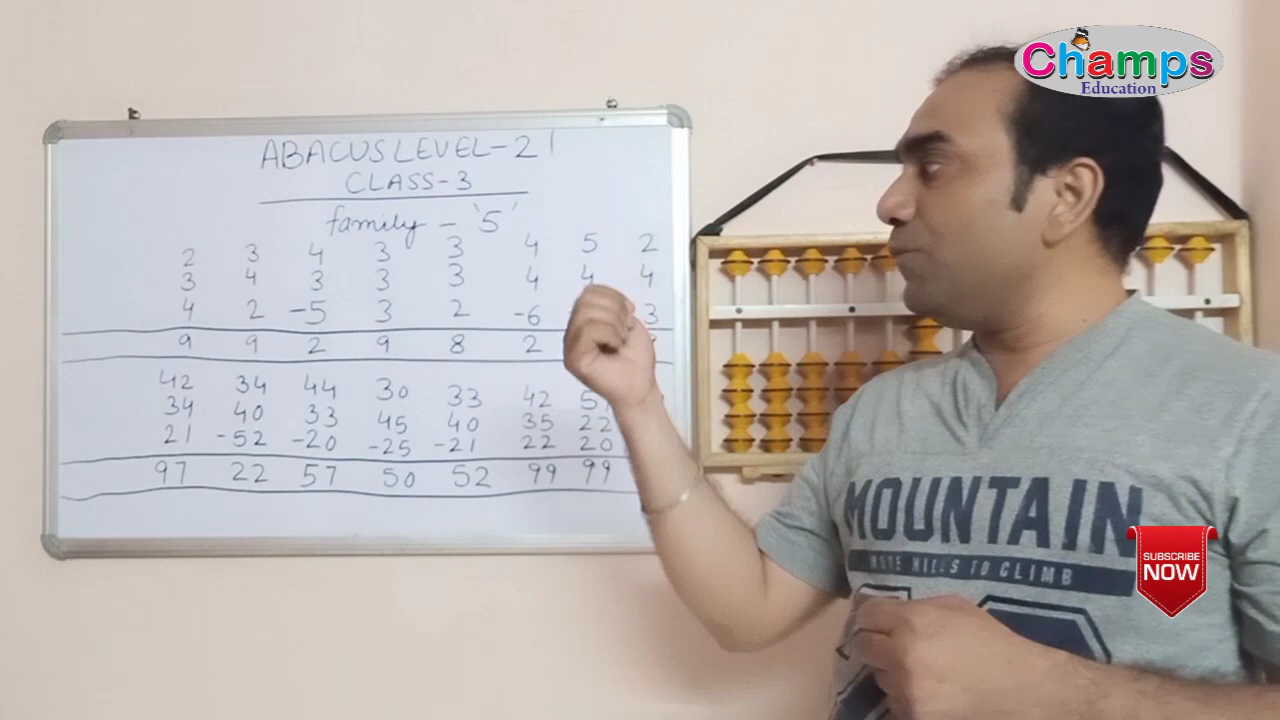 Champs
Education
ABACUS LEVEL-2
CLASS-3
family - '5'
2 3 4 3 3 4 5 2
3 4 3 3 3 4 4 4
4 2 -5 3 2 -6 3
9 9 2 9 8 2
42 34 44 30 33 42
34 40 33 45 40 35 22
21 -52 -20 -25 -21 22 20
97 22 57 50 52 99 99
MOUNTAIN
TO CLIMB
SUBSCRIBE
NOW